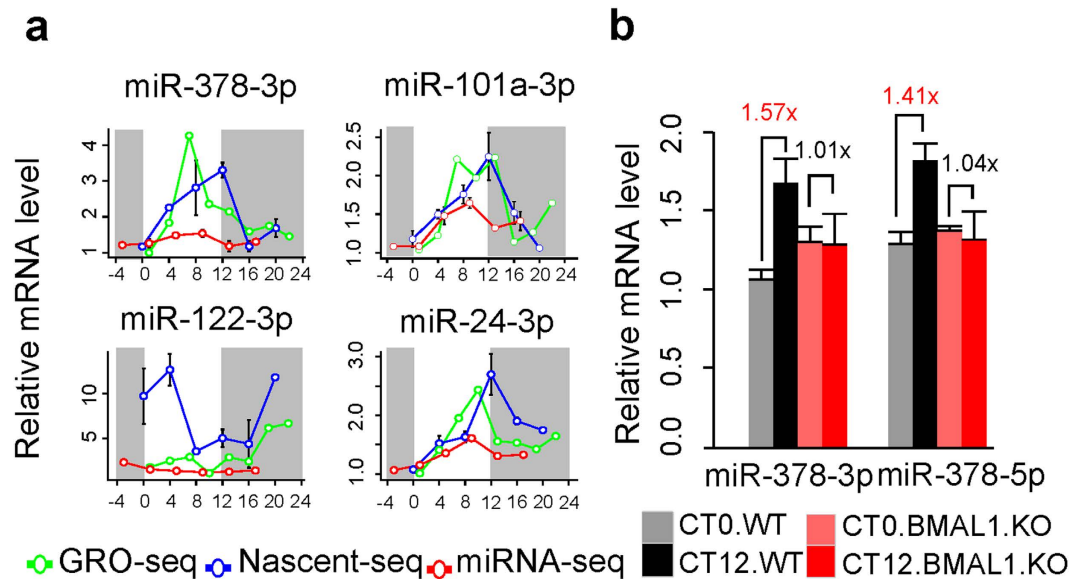 a
b
Relative mRNA level
miR-378-3p
4
3
2
1
-4 0 4 8 12 16 20 24
miR-101a-3p
2.5
2.0
1.5
1.0
-4 0 4 8 12 16 20 24
miR-122-3p
10
5
-4 0 4 8 12 16 20 24
miR-24-3p
3.0
2.0
1.0
-4 0 4 8 12 16 20 24
GRO-seq Nascent-seq miRNA-seq
Relative mRNA level
2.0
1.5
1.0
0.5
0.0
1.57x
1.01x
1.41x
1.04x
miR-378-3p miR-378-5p
CT0.WT CT0.BMAL1.KO
CT12.WT CT12.BMAL1.KO